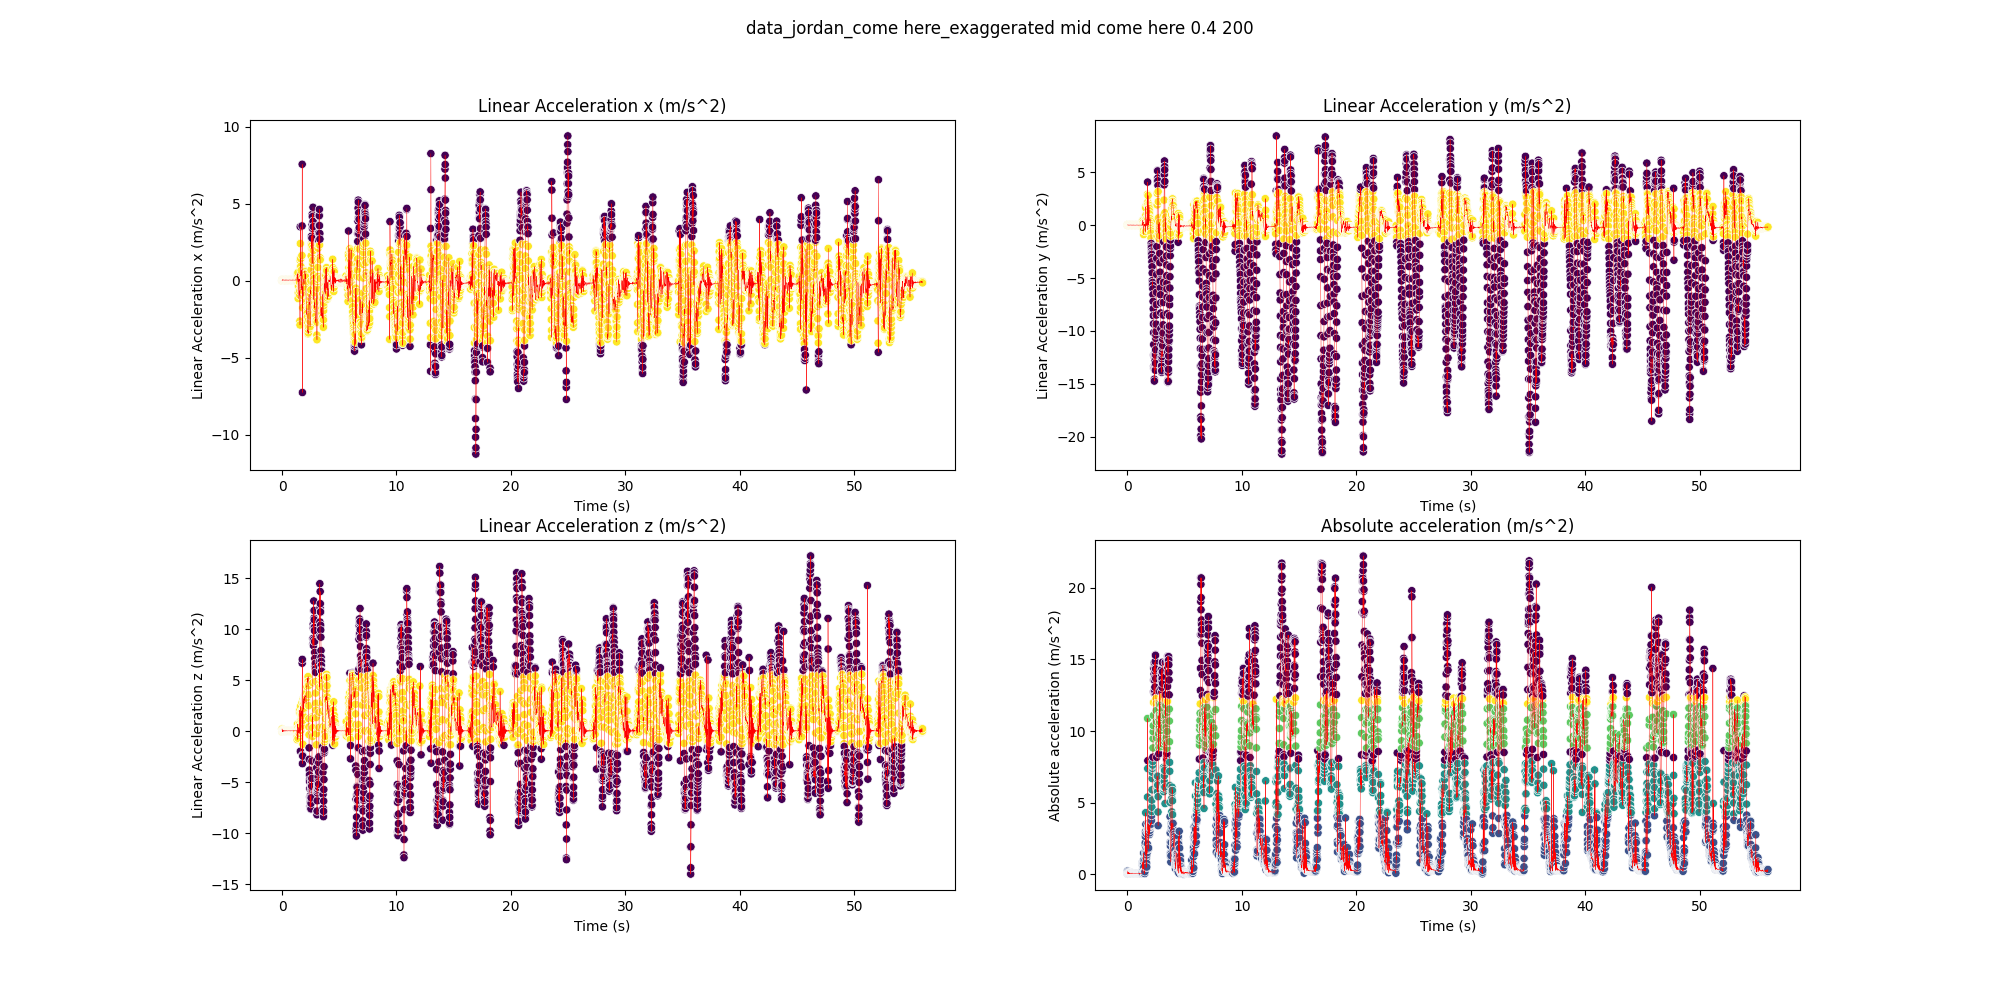 data_jordan_come here_exaggerated mid come here 0.4 200
Linear Acceleration x (m/s^2)
Linear Acceleration x (m/s^2)
10
5
0
−5
−10
0 10 20 30 40 50
Time (s)
Linear Acceleration y (m/s^2)
Linear Acceleration y (m/s^2)
5
0
−5
−10
−15
−20
0 10 20 30 40 50
Time (s)
Linear Acceleration z (m/s^2)
Linear Acceleration z (m/s^2)
15
10
5
0
−5
−10
−15
0 10 20 30 40 50
Time (s)
Absolute acceleration (m/s^2)
Absolute acceleration (m/s^2)
20
15
10
5
0
0 10 20 30 40 50
Time (s)